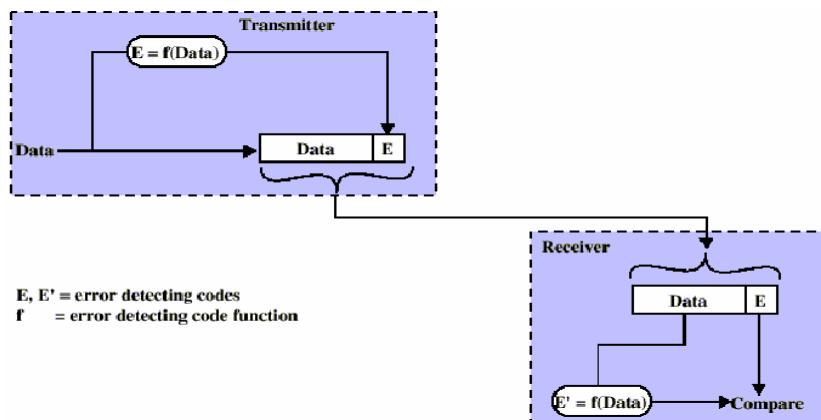 Transmitter
E = f(Data)
Data
Data E
Receiver
E, E' = error detecting codes
f = error detecting code function
Data E
E' = f(Data)
Compare